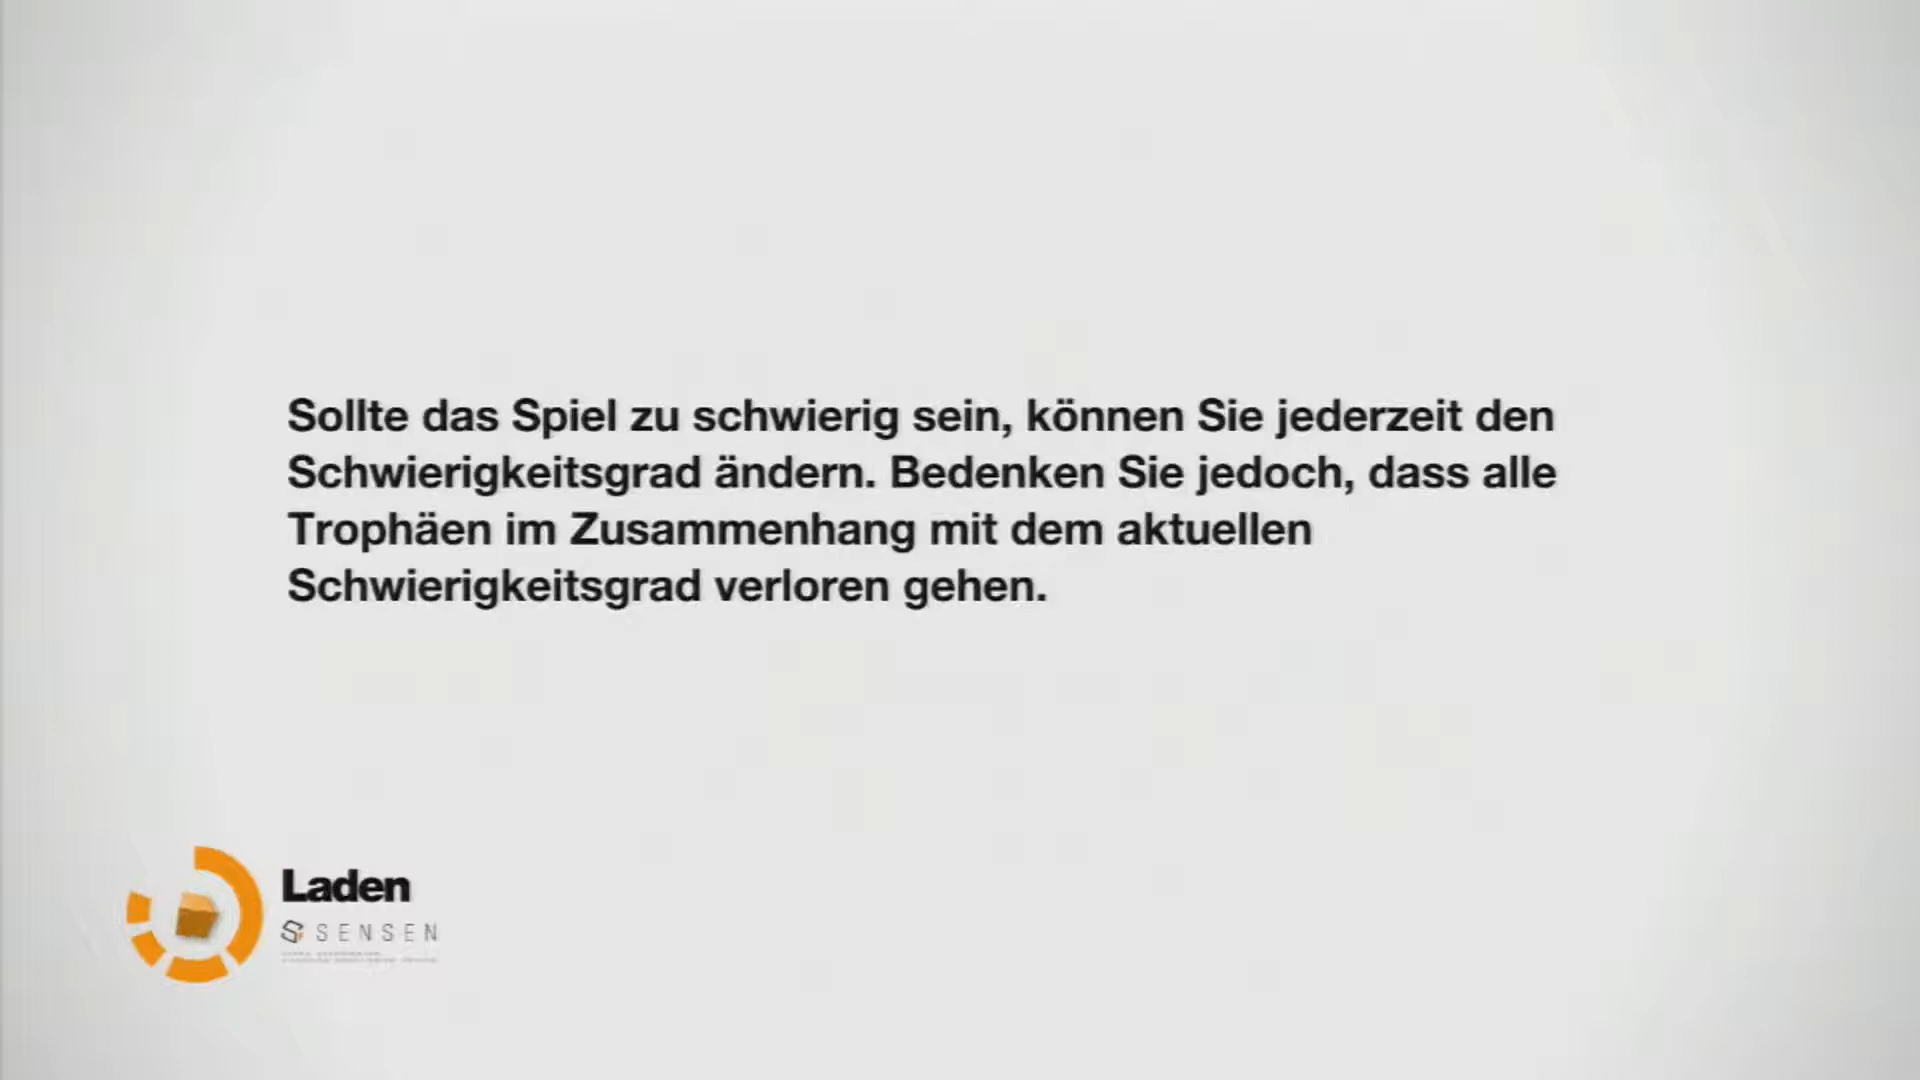 Sollte das Spiel zu schwierig sein, können Sie jederzeit den
Schwierigkeitsgrad ändern. Bedenken Sie jedoch, dass alle
Trophäen im Zusammenhang mit dem aktuellen
Schwierigkeitsgrad verloren gehen.
Laden
SENSEN